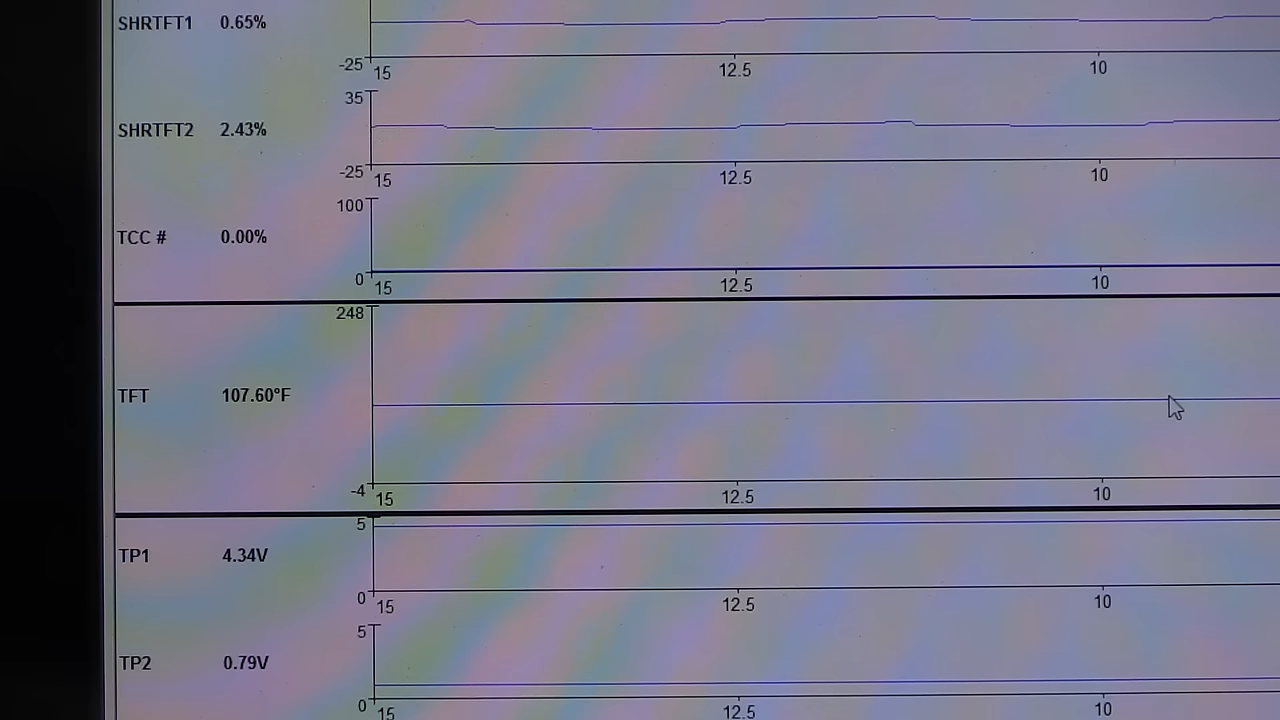 SHRTFT1 0.65%
-25 15 12.5 10
35
SHRTFT2 2.43%
-25 15 12.5 10
100
TCC # 0.00%
0 15 12.5 10
248
TFT 107.60°F
-4 15 12.5 10
5
TP1 4.34V
0 15 12.5 10
5
TP2 0.79V
0 15 12.5 10